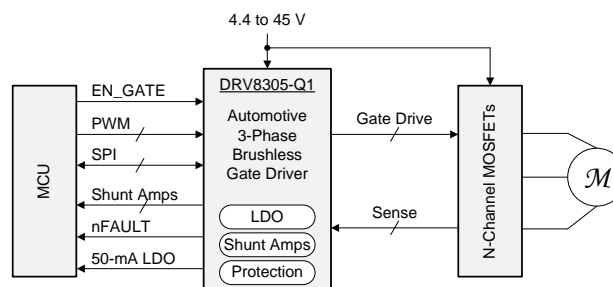 4.4 to 45 V
DRV8305-Q1
Automotive
3-Phase
Brushless
Gate Driver
LDO
Shunt Amps
Protection
MCU
EN_GATE
PWM
SPI
Shunt Amps
nFAULT
50-mA LDO
Gate Drive
Sense
N-Channel MOSFETs
M